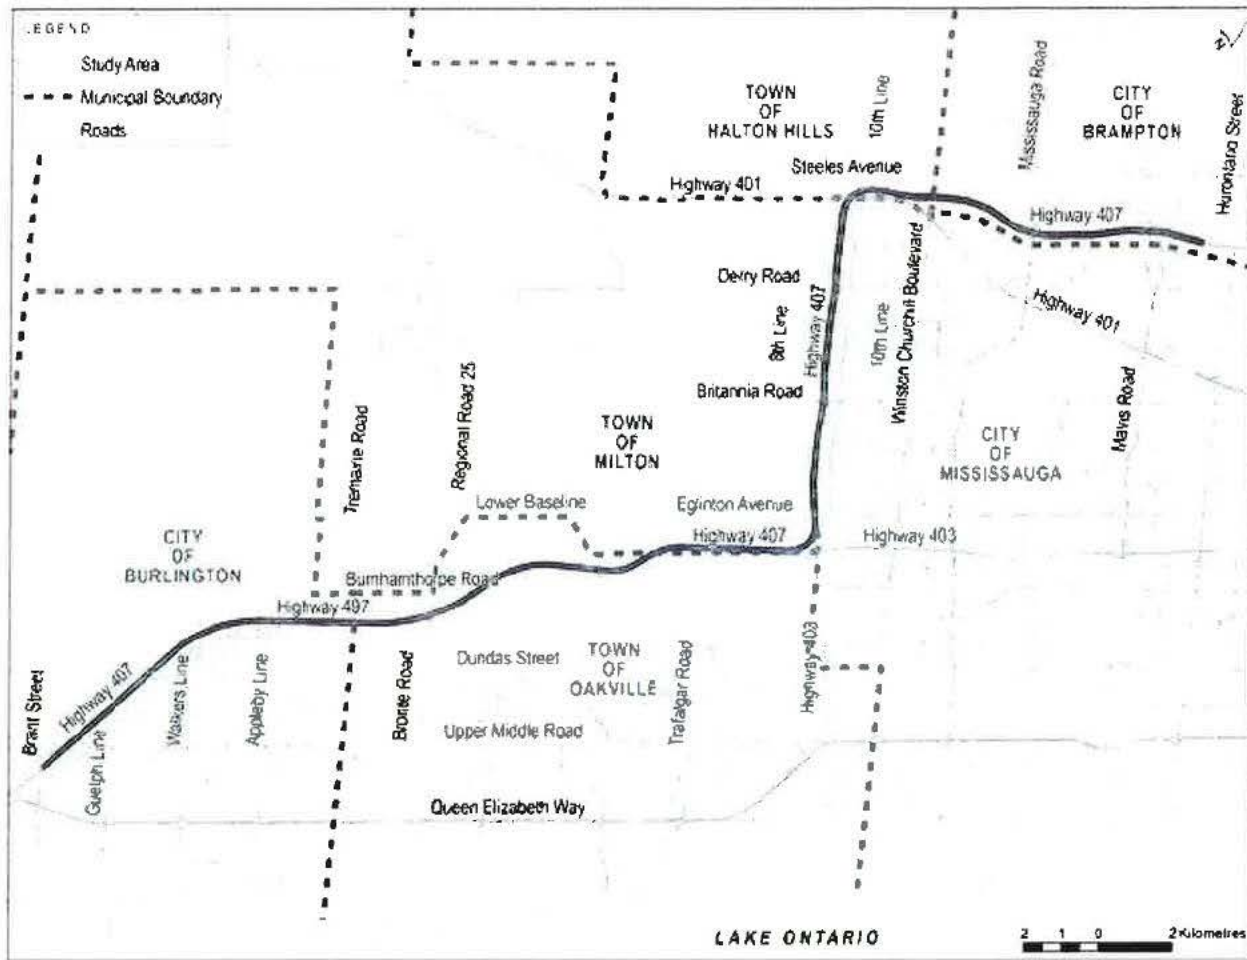 LEGEND
Study Area
Municipal Boundary
Roads
N
TOWN
OF
HALTON HILLS
10th Line
Mississauga Road
CITY
OF
BRAMPTON
Hurontario Street
Steeles Avenue
Highway 401
Highway 407
Derry Road
8th Line
Highway 407
10th Line
Winston Churchill Boulevard
Highway 401
Britannia Road
Mavis Road
Tremaine Road
Regional Road 25
TOWN
OF
MILTON
CITY
OF
MISSISSAUGA
Lower Baseline
Eglinton Avenue
Highway 407
Highway 403
CITY
OF
BURLINGTON
Burnhamthorpe Road
Highway 407
Dundas Street
TOWN
OF
OAKVILLE
Trafalgar Road
Highway 403
Brant Street
Highway 407
Guelph Line
Walkers Line
Appleby Line
Bronte Road
Upper Middle Road
Queen Elizabeth Way
LAKE ONTARIO
2 1 0 2 Kilometres